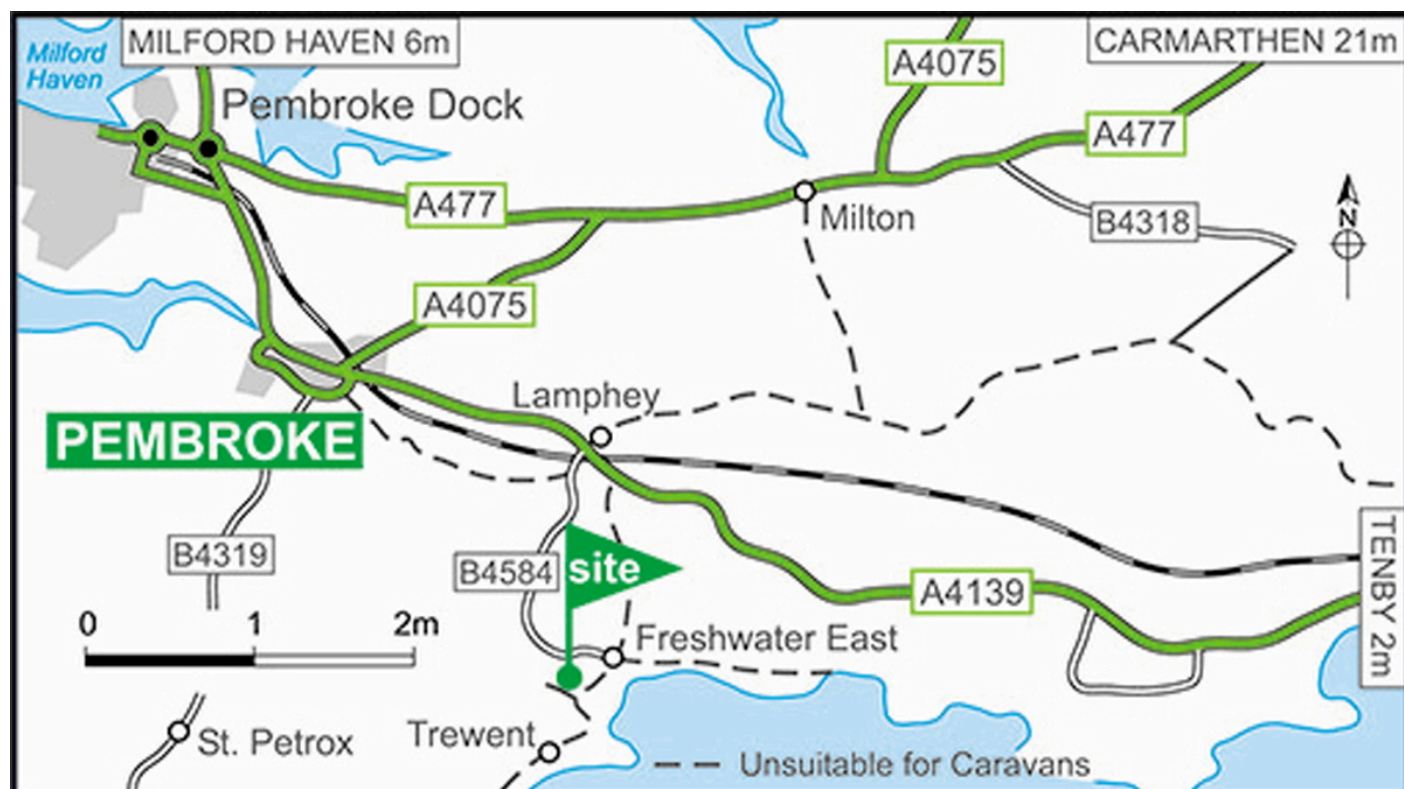 Milford
Haven
MILFORD HAVEN 6m
CARMARTHEN 21m
A4075
Pembroke Dock
A477
A477
Milton
B4318
N
A4075
Lamphey
PEMBROKE
B4319
B4584
site
A4139
TENBY 2m
0 1 2m
Freshwater East
St. Petrox
Trewent
Unsuitable for Caravans